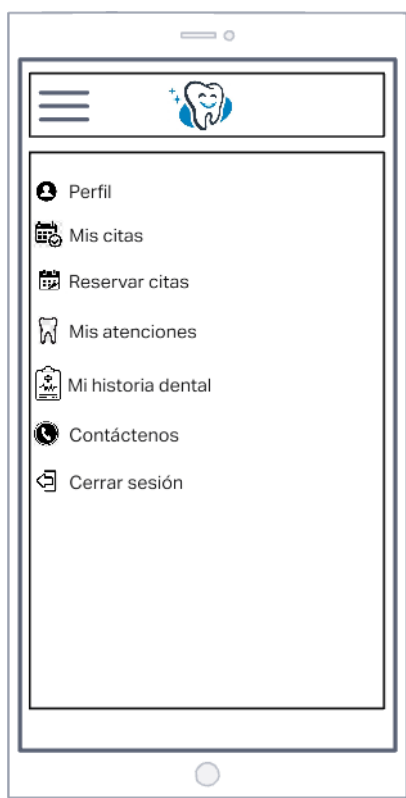 Perfil
Mis citas
Reservar citas
Mis atenciones
Mi historia dental
Contáctenos
Cerrar sesión